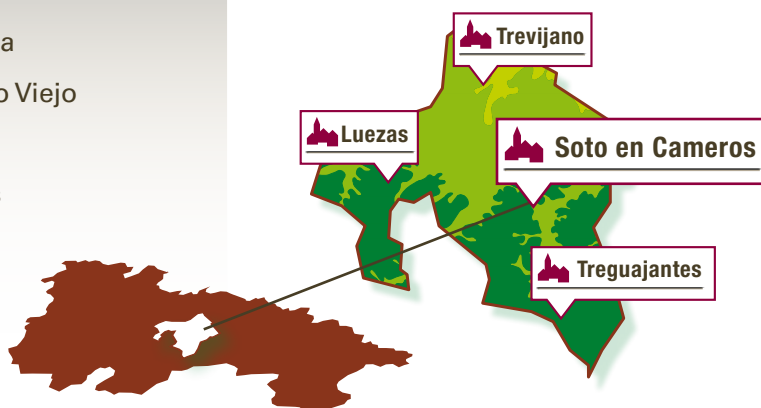 a
o Viejo
Trevijano
Luezas
Soto en Cameros
Treguajantes